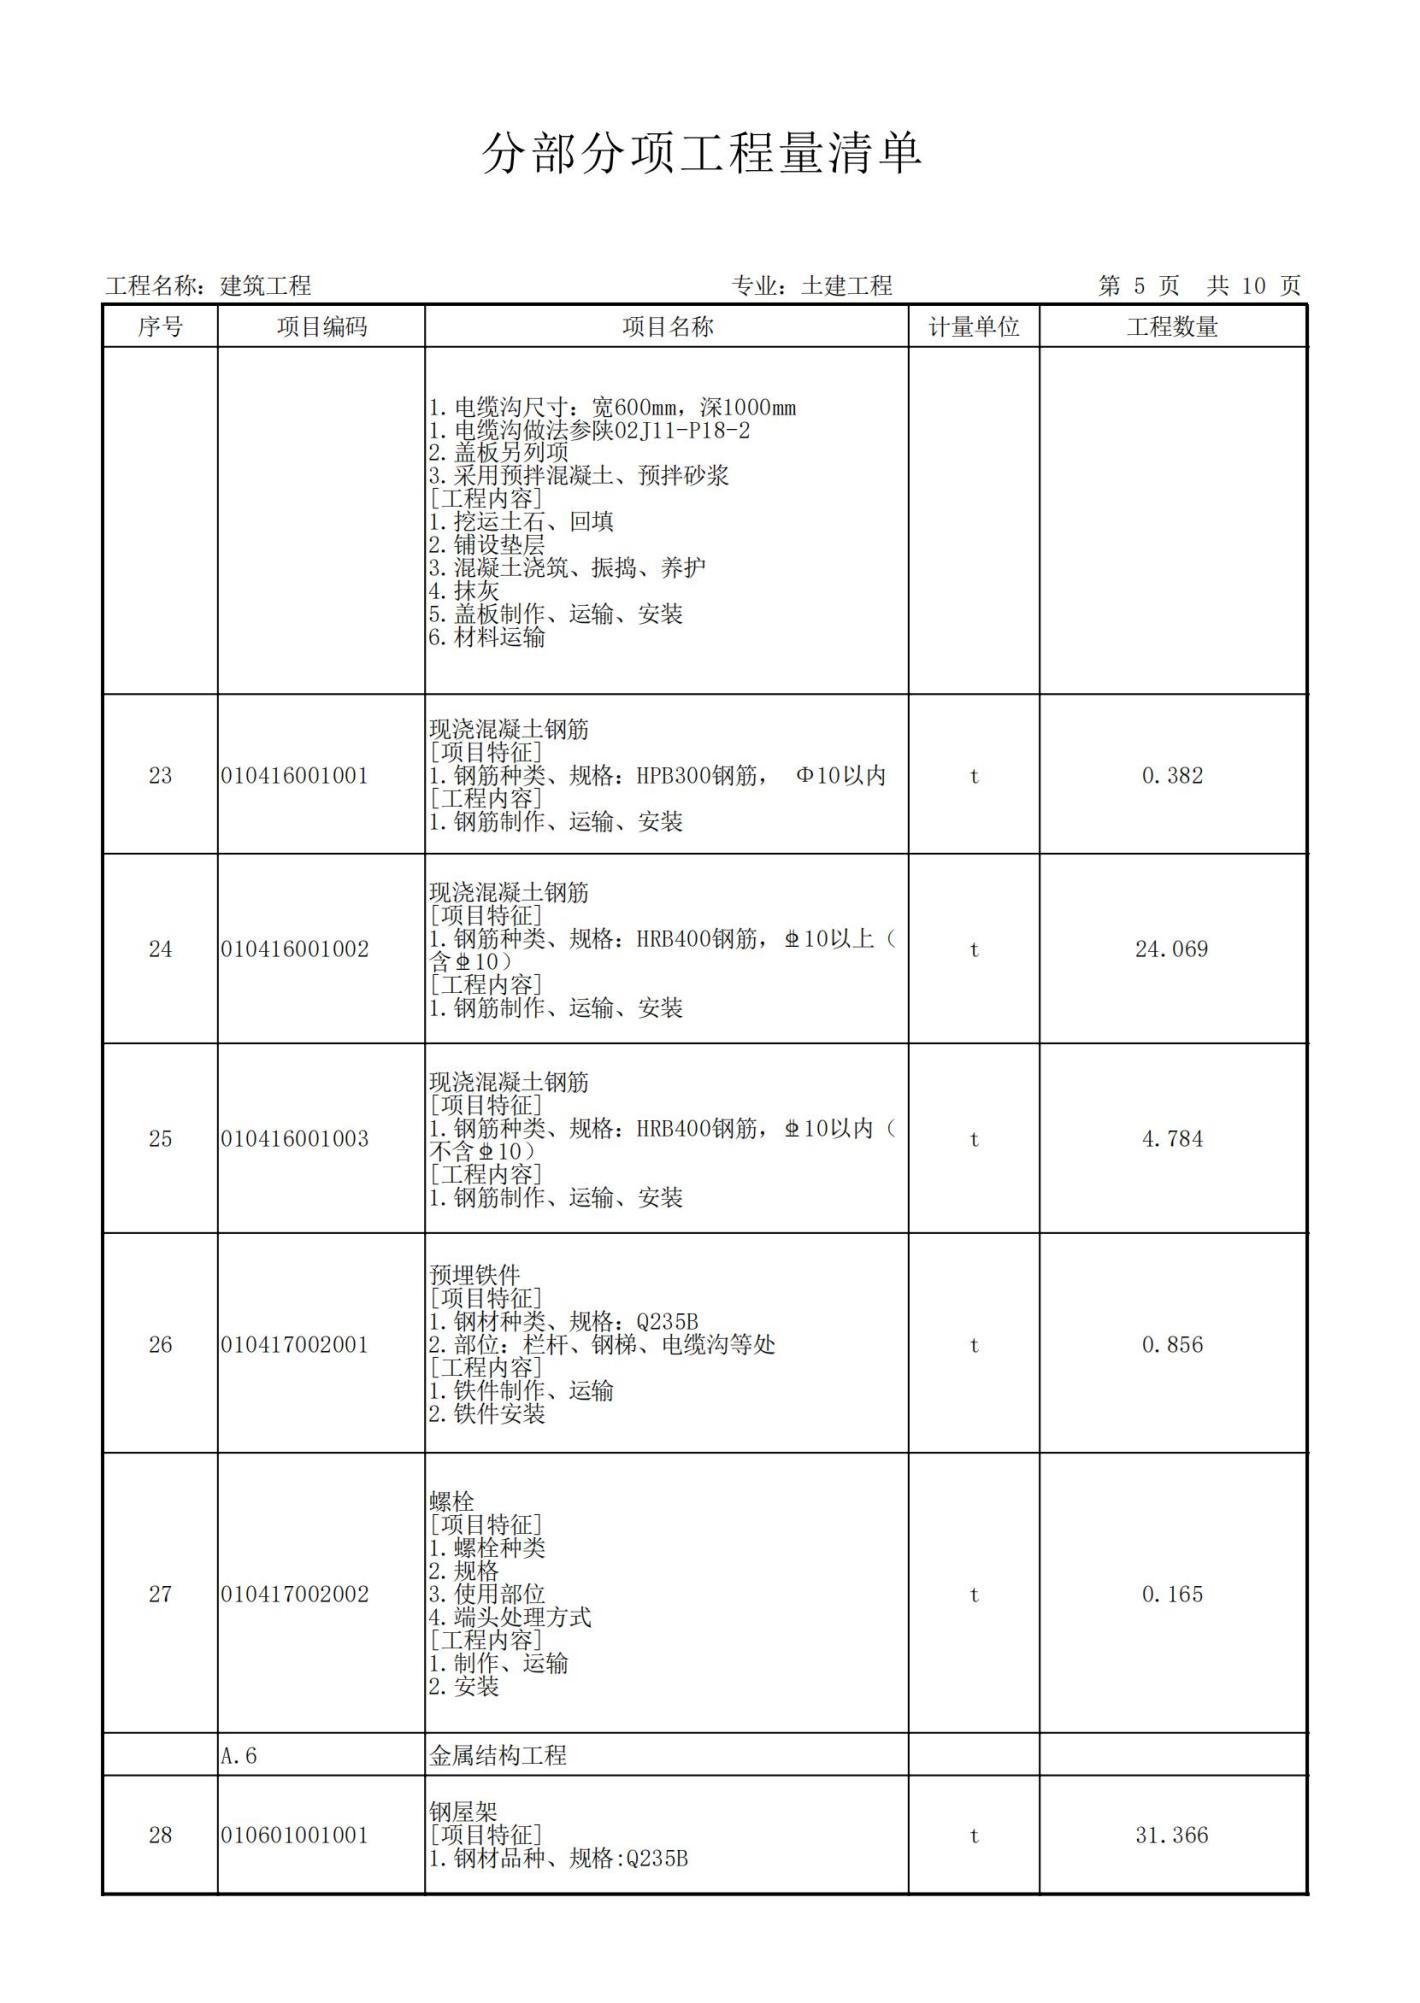 分部分项工程量清单
工程名称：建筑工程 专业：土建工程 第 5 页 共 10 页
序号 项目编码 项目名称 计量单位 工程数量
1.电缆沟尺寸：宽600mm，深1000mm
1.电缆沟做法参陕02J11-P18-2
2.盖板另列项
3.采用预拌混凝土、预拌砂浆
[工程内容]
1.挖运土石、回填
2.铺设垫层
3.混凝土浇筑、振捣、养护
4.抹灰
5.盖板制作、运输、安装
6.材料运输
现浇混凝土钢筋
[项目特征]
23 010416001001 1.钢筋种类、规格：HPB300钢筋， Φ10以内 t 0.382
[工程内容]
1.钢筋制作、运输、安装
现浇混凝土钢筋
[项目特征]
1.钢筋种类、规格：HRB400钢筋，⏂10以上（
24 010416001002 含⏂10） t 24.069
[工程内容]
1.钢筋制作、运输、安装
现浇混凝土钢筋
[项目特征]
1.钢筋种类、规格：HRB400钢筋，⏂10以内（
25 010416001003 不含⏂10） t 4.784
[工程内容]
1.钢筋制作、运输、安装
预埋铁件
[项目特征]
1.钢材种类、规格：Q235B
26 010417002001 2.部位：栏杆、钢梯、电缆沟等处 t 0.856
[工程内容]
1.铁件制作、运输
2.铁件安装
螺栓
[项目特征]
1.螺栓种类
2.规格
27 010417002002 3.使用部位 t 0.165
4.端头处理方式
[工程内容]
1.制作、运输
2.安装
A.6 金属结构工程
钢屋架
28 010601001001 [项目特征] t 31.366
1.钢材品种、规格:Q235B